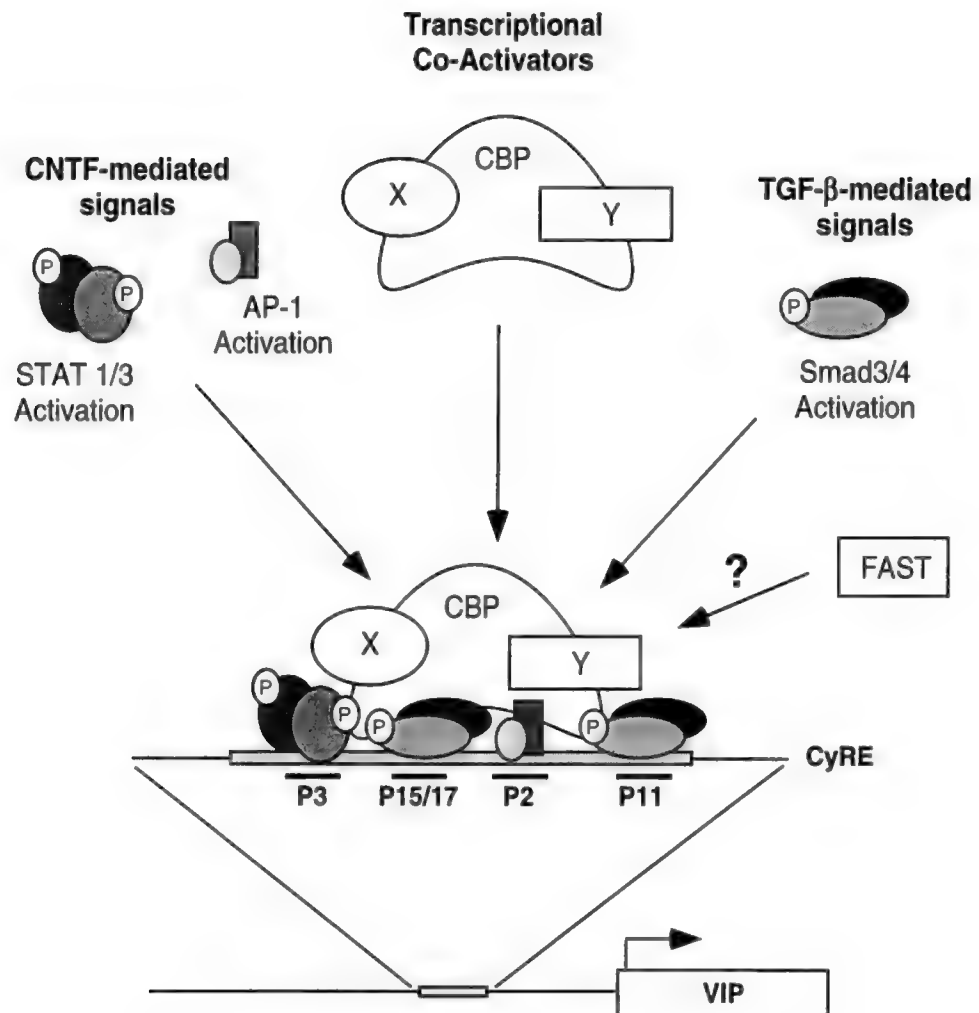 Transcriptional
Co-Activators
CBP
X
Y
CNTF-mediated
signals
P
P
AP-1
Activation
STAT 1/3
Activation
TGF-β-mediated
signals
P
Smad3/4
Activation
FAST
?
CBP
X
Y
P
P
P
P
CyRE
P3
P15/17
P2
P11
VIP